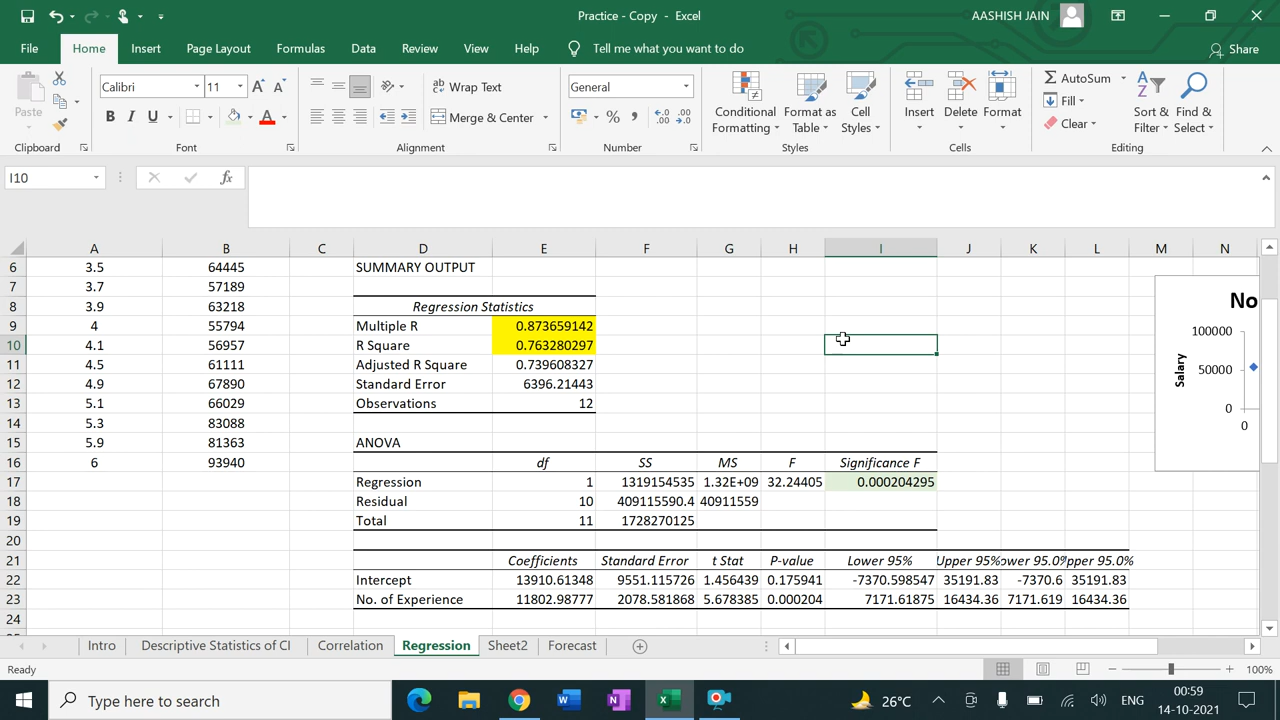 Practice - Copy - Excel
AASHISH JAIN
File Home Insert Page Layout Formulas Data Review View Help Tell me what you want to do Share
Paste
Calibri 11 A A
B I U A
Wrap Text
Merge & Center
General
% ,
Conditional Formatting
Format as Table
Cell Styles
Insert
Delete
Format
AutoSum
Fill
Clear
Sort & Filter
Find & Select
Clipboard Font Alignment Number Styles Cells Editing
I10 fx
A B C D E F G H I J K L M N
6 3.5 64445 SUMMARY OUTPUT
7 3.7 57189
8 3.9 63218 Regression Statistics
9 4 55794 Multiple R 0.873659142
10 4.1 56957 R Square 0.763280297
11 4.5 61111 Adjusted R Square 0.739608327
12 4.9 67890 Standard Error 6396.21443
13 5.1 66029 Observations 12
14 5.3 83088
15 5.9 81363 ANOVA
16 6 93940 df SS MS F Significance F
17 Regression 1 1319154535 1.32E+09 32.24405 0.000204295
18 Residual 10 409115590.4 40911559
19 Total 11 1728270125
20
21 Coefficients Standard Error t Stat P-value Lower 95% Upper 95% ower 95.0% pper 95.0%
22 Intercept 13910.61348 9551.115726 1.456439 0.175941 -7370.598547 35191.83 -7370.6 35191.83
23 No. of Experience 11802.98777 2078.581868 5.678385 0.000204 7171.61875 16434.36 7171.619 16434.36
24
No
Salary
100000
50000
0
0
Intro Descriptive Statistics of CI Correlation Regression Sheet2 Forecast
Ready 100%
Type here to search
26°C
ENG
00:59
14-10-2021